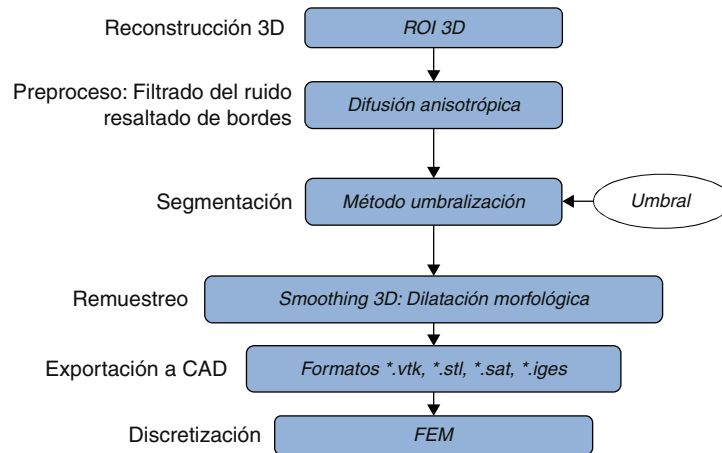 Reconstrucción 3D
ROI 3D
Preproceso: Filtrado del ruido
resaltado de bordes
Difusión anisotrópica
Segmentación
Método umbralización
Umbral
Remuestreo
Smoothing 3D: Dilatación morfológica
Exportación a CAD
Formatos *.vtk, *.stl, *.sat, *.iges
Discretización
FEM